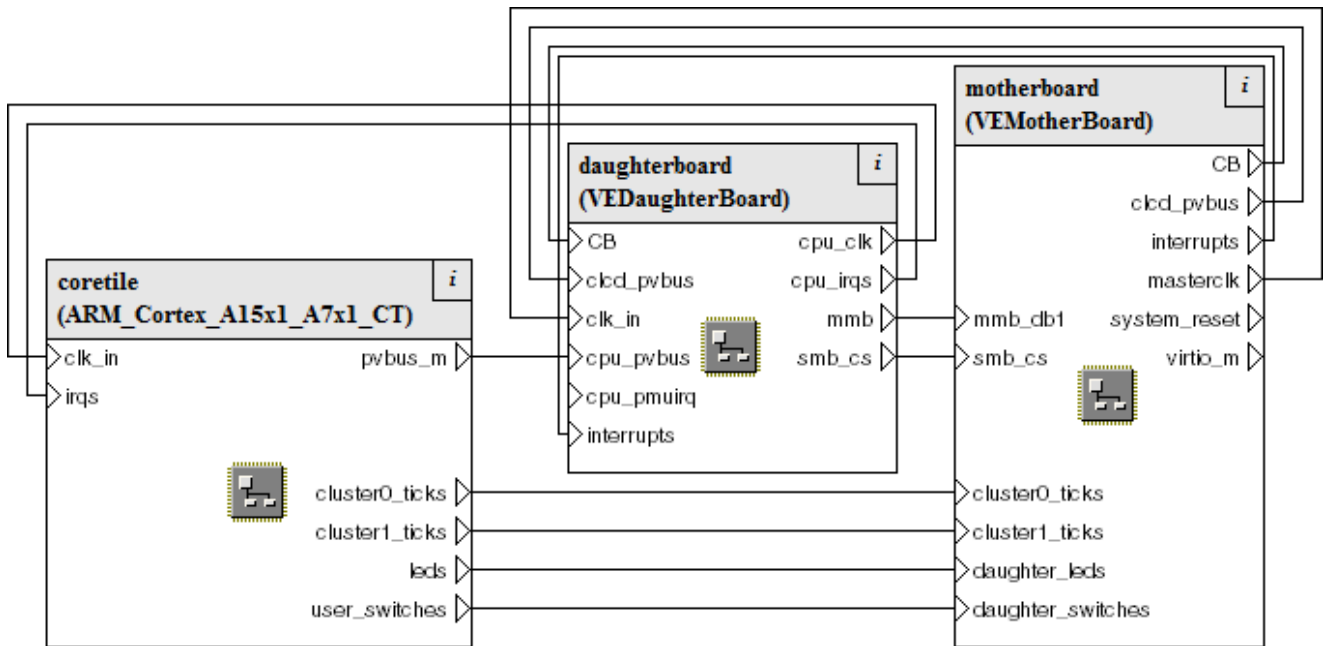 motherboard
(VEMotherBoard)
i
CB
clcd_pvbus
interrupts
masterclk
system_reset
virtio_m
mmb_db1
smb_cs
cluster0_ticks
cluster1_ticks
daughter_leds
daughter_switches
daughterboard
(VEDaughterBoard)
i
CB
clcd_pvbus
clk_in
cpu_pvbus
cpu_pmuirq
interrupts
cpu_clk
cpu_irqs
mmb
smb_cs
coretile
(ARM_Cortex_A15x1_A7x1_CT)
i
clk_in
irqs
pvbus_m
cluster0_ticks
cluster1_ticks
leds
user_switches